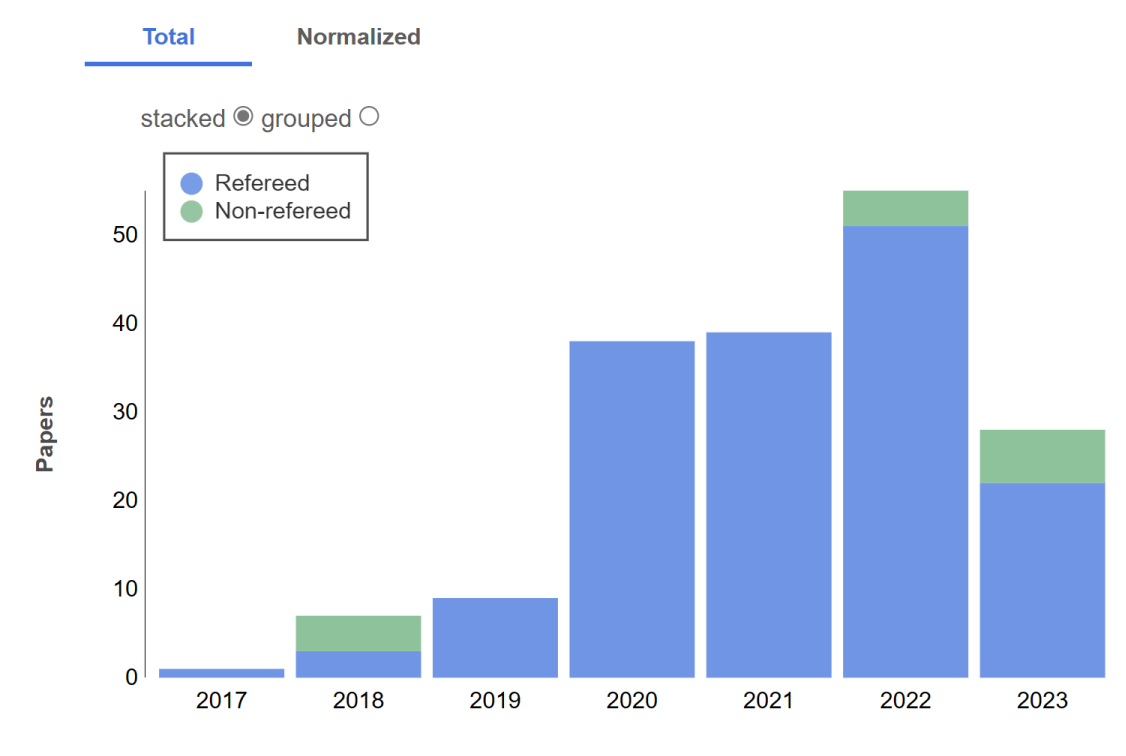 Total Normalized
stacked grouped
Refereed
Non-refereed
50
40
30
20
10
0
Papers
2017 2018 2019 2020 2021 2022 2023